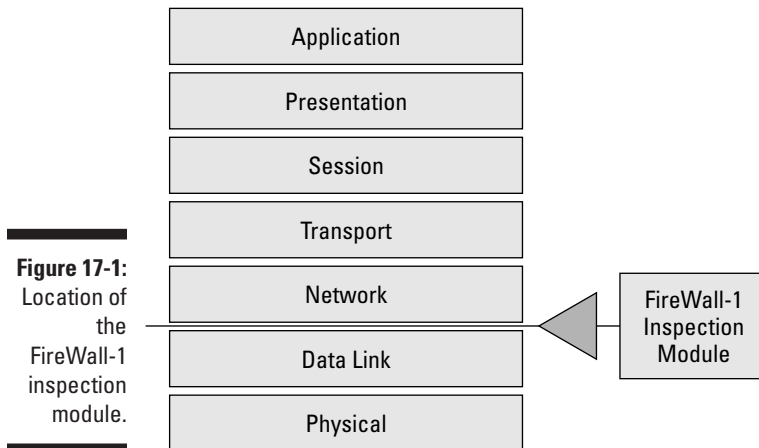 Application
Presentation
Session
Transport
Network
Data Link
Physical
FireWall-1
Inspection
Module
Figure 17-1:
Location of
the
FireWall-1
inspection
module.